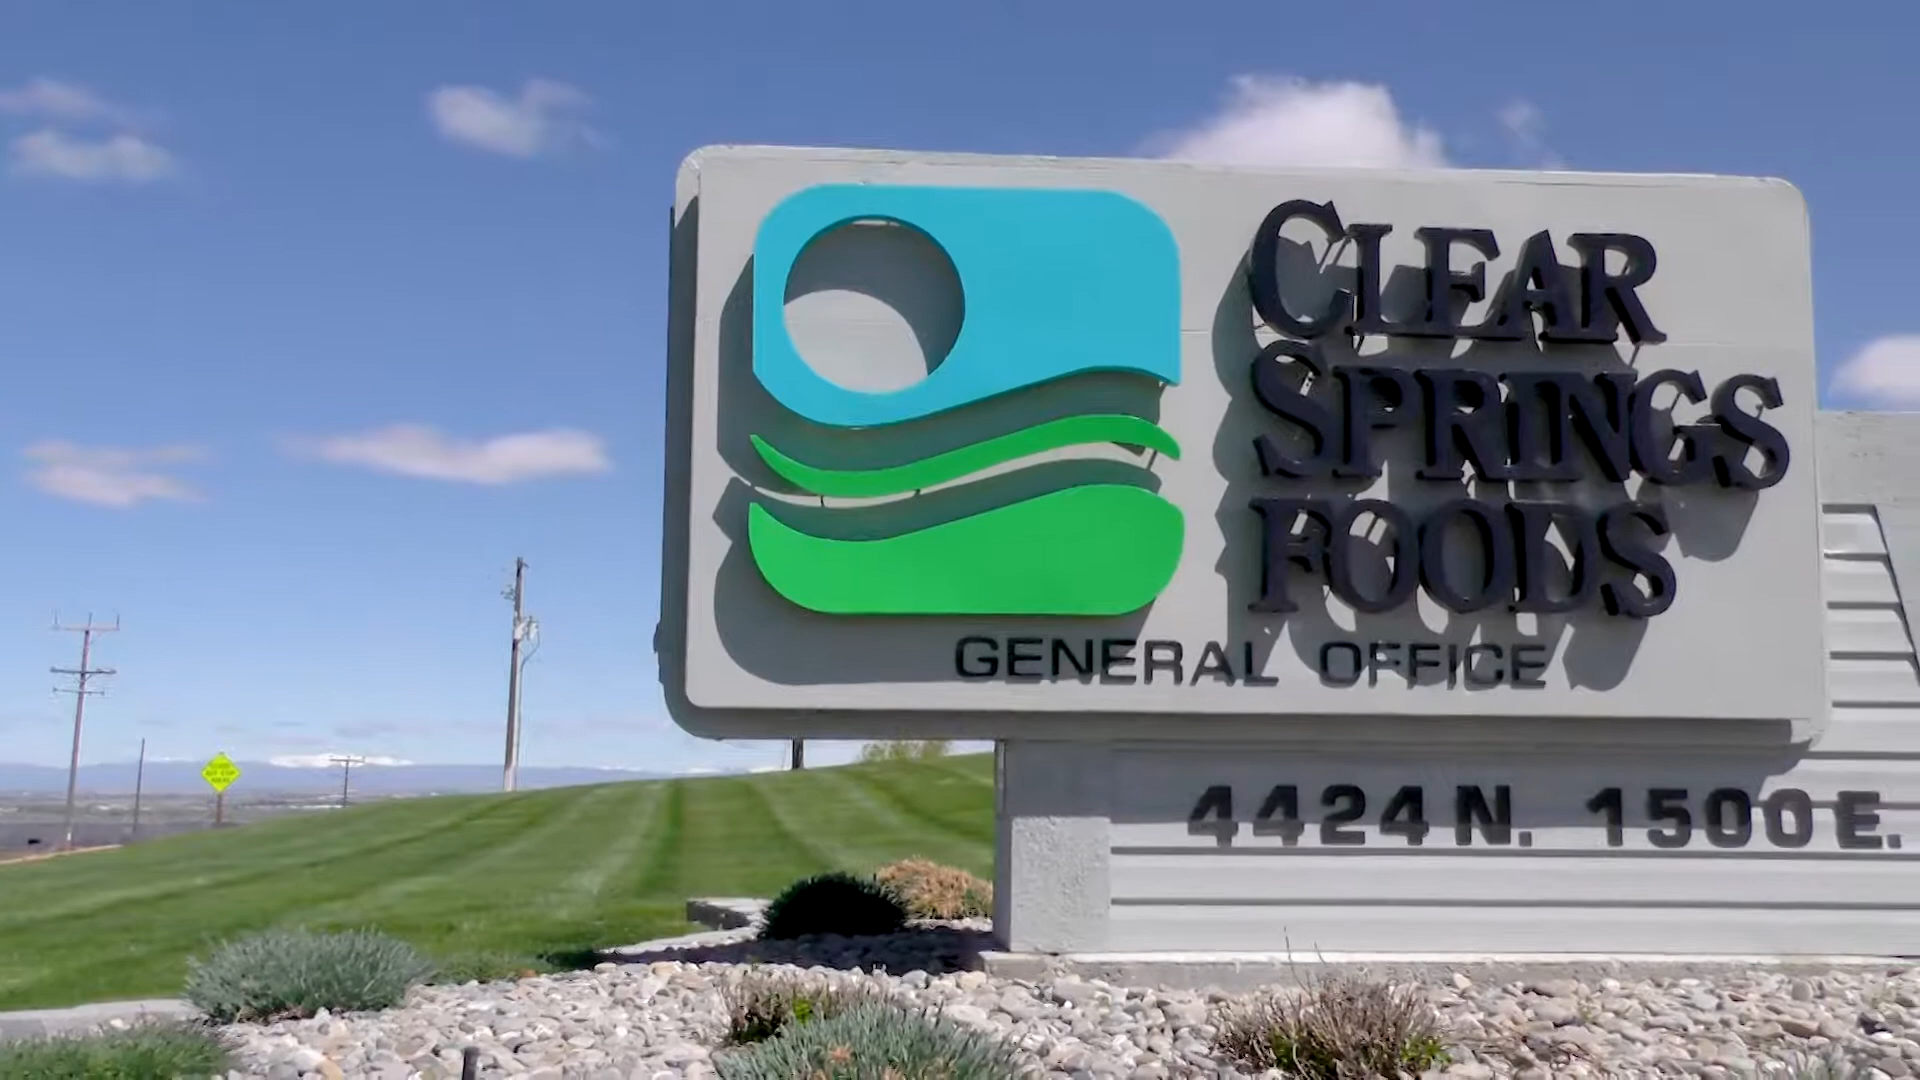 CLEAR
SPRINGS
FOODS
GENERAL OFFICE
4424 N. 1500 E.